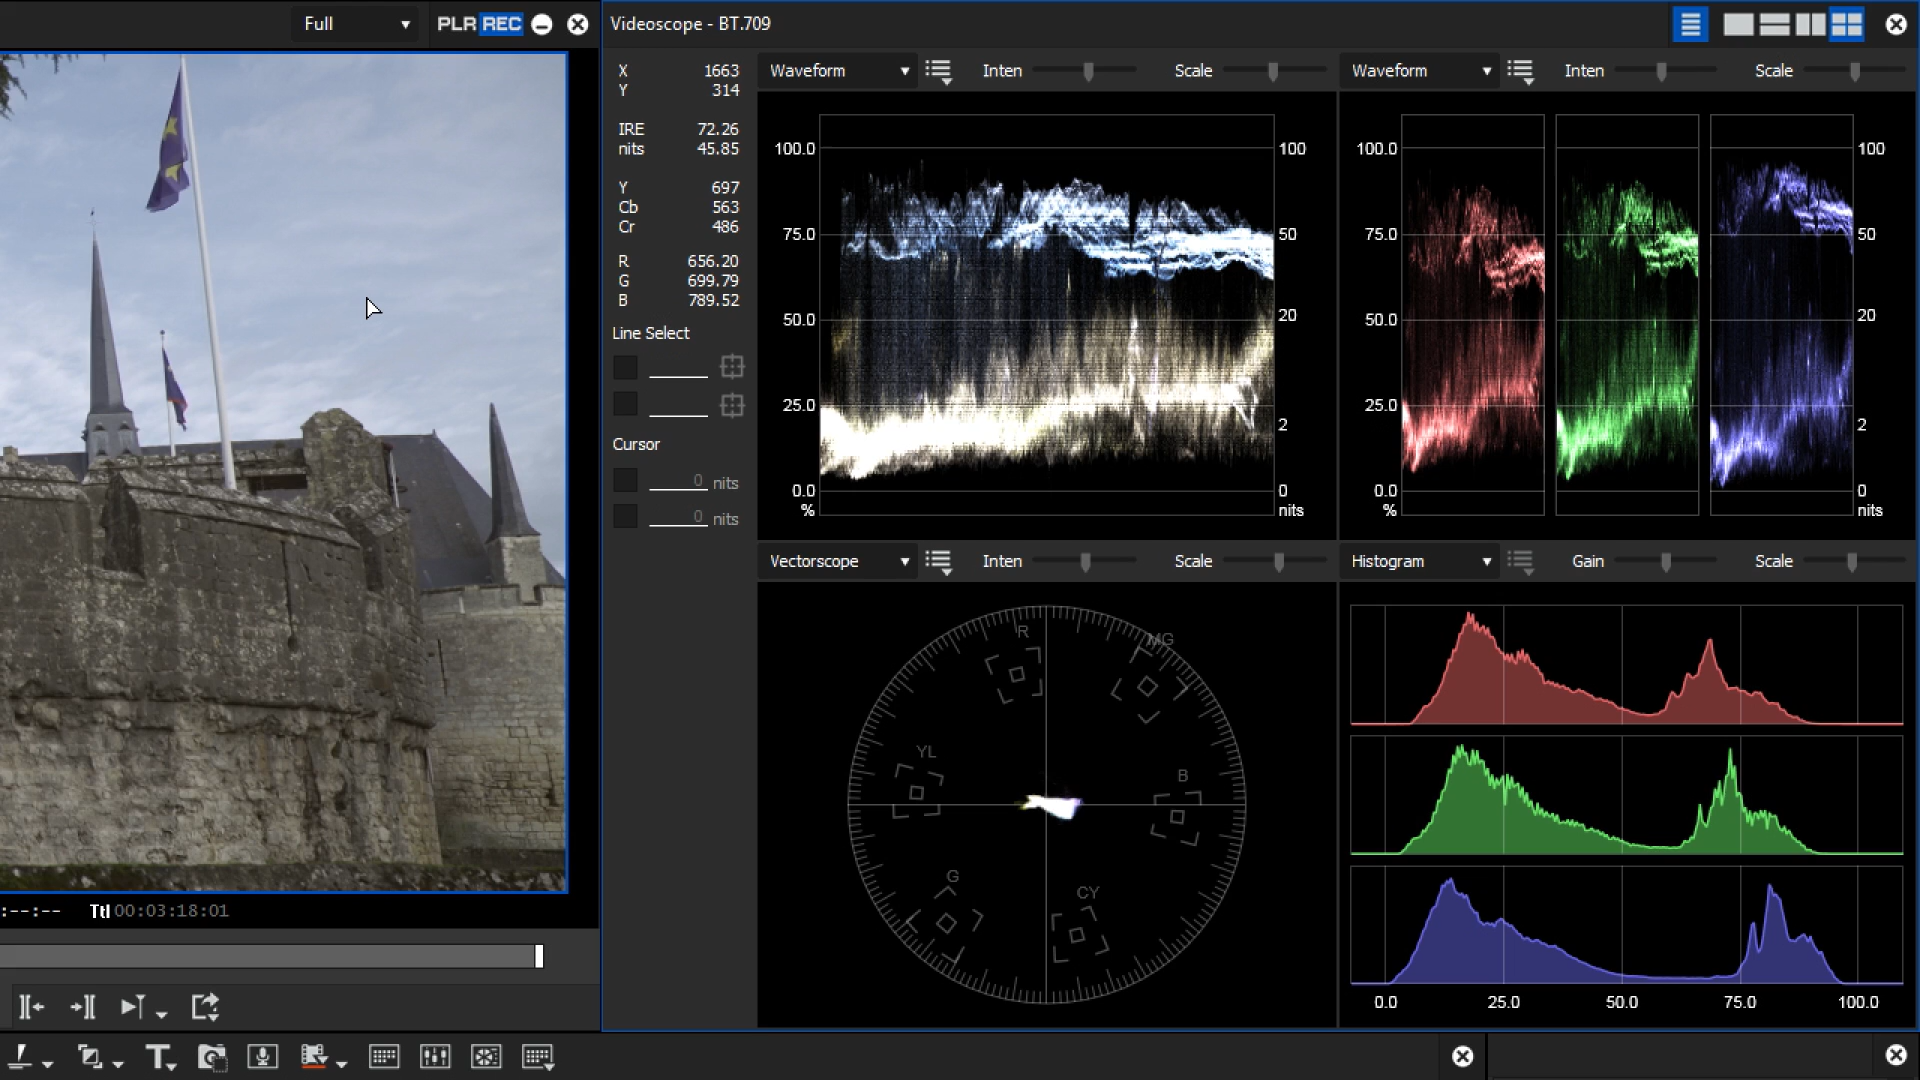 Full
PLR REC
Videoscope - BT.709
X 1663
Y 314
IRE 72.26
nits 45.85
Y 697
Cb 563
Cr 486
R 656.20
G 699.79
B 789.52
Line Select
Cursor
0 nits
0 nits
Waveform Inten Scale
100.0 100
75.0 50
50.0 20
25.0 2
0.0 0
% nits
Waveform Inten Scale
100.0 100
75.0 50
50.0 20
25.0 2
0.0 0
% nits
Vectorscope Inten Scale
R MG
YL B
G CY
Histogram Gain Scale
0.0 25.0 50.0 75.0 100.0
:--:-- Ttl 00:03:18:01